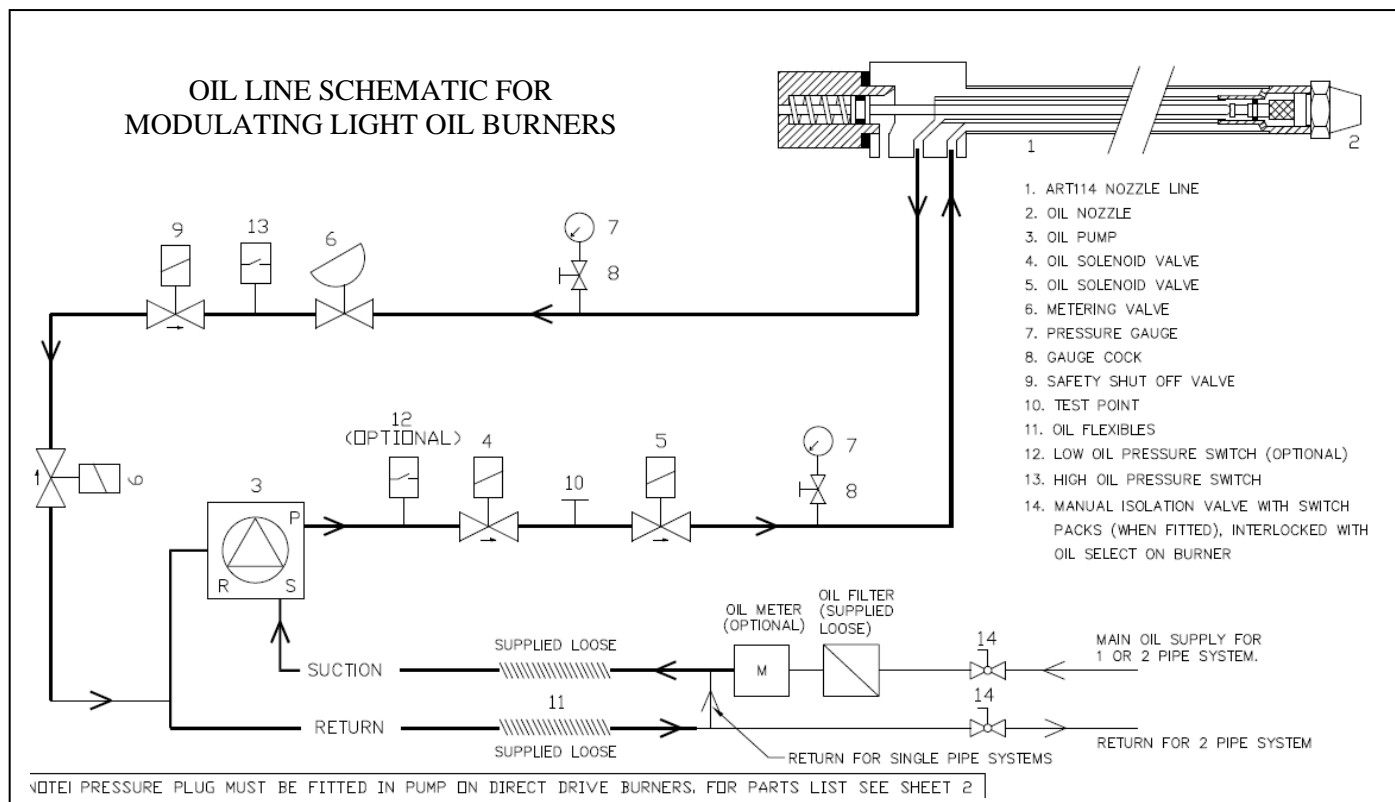 OIL LINE SCHEMATIC FOR
MODULATING LIGHT OIL BURNERS
1
2
1. ART114 NOZZLE LINE
2. OIL NOZZLE
3. OIL PUMP
4. OIL SOLENOID VALVE
5. OIL SOLENOID VALVE
6. METERING VALVE
7. PRESSURE GAUGE
8. GAUGE COCK
9. SAFETY SHUT OFF VALVE
10. TEST POINT
11. OIL FLEXIBLES
12. LOW OIL PRESSURE SWITCH (OPTIONAL)
13. HIGH OIL PRESSURE SWITCH
14. MANUAL ISOLATION VALVE WITH SWITCH
PACKS (WHEN FITTED), INTERLOCKED WITH
OIL SELECT ON BURNER
9
13
6
7
8
12
(OPTIONAL)
4
5
7
10
8
9
3
P
R
S
OIL METER
(OPTIONAL)
OIL FILTER
(SUPPLIED
LOOSE)
M
14
MAIN OIL SUPPLY FOR
1 OR 2 PIPE SYSTEM.
SUPPLIED LOOSE
SUCTION
11
RETURN
SUPPLIED LOOSE
14
RETURN FOR SINGLE PIPE SYSTEMS
RETURN FOR 2 PIPE SYSTEM
NOTE! PRESSURE PLUG MUST BE FITTED IN PUMP ON DIRECT DRIVE BURNERS, FOR PARTS LIST SEE SHEET 2